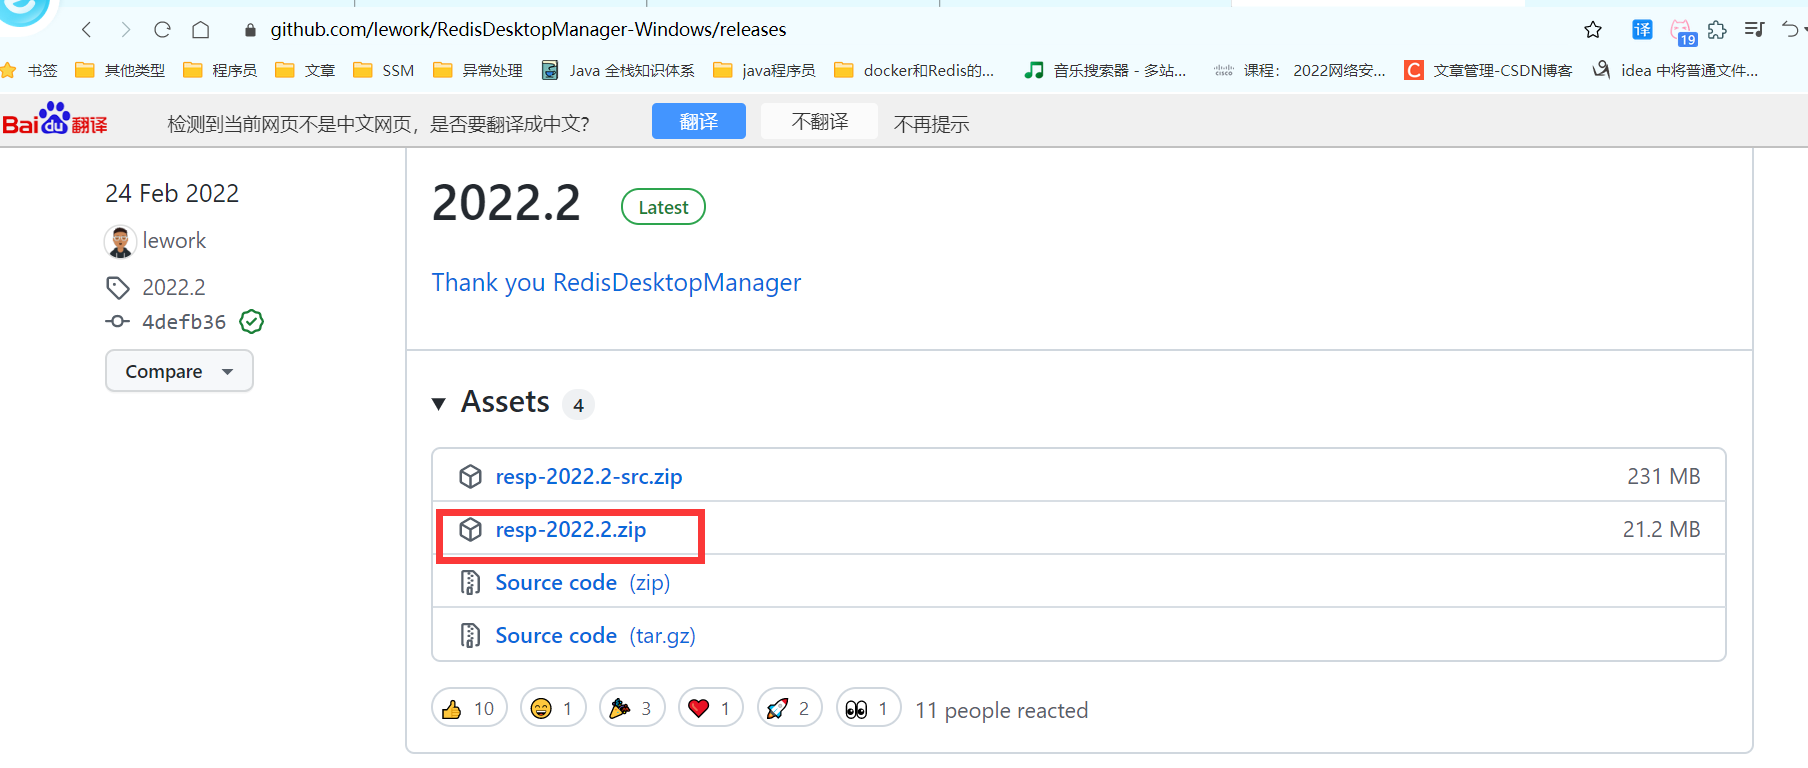 github.com/lework/RedisDesktopManager-Windows/releases
译
19
书签 其他类型 程序员 文章 SSM 异常处理 Java 全栈知识体系 java程序员 docker和Redis的... 音乐搜索器 - 多站... cisco 课程： 2022网络安... C 文章管理-CSDN博客 idea 中将普通文件...
Bai du 翻译 检测到当前网页不是中文网页，是否要翻译成中文？ 翻译 不翻译 不再提示
24 Feb 2022
lework
2022.2
4defb36
Compare
2022.2 Latest
Thank you RedisDesktopManager
Assets 4
resp-2022.2-src.zip 231 MB
resp-2022.2.zip 21.2 MB
Source code (zip)
Source code (tar.gz)
10 1 3 1 2 1 11 people reacted